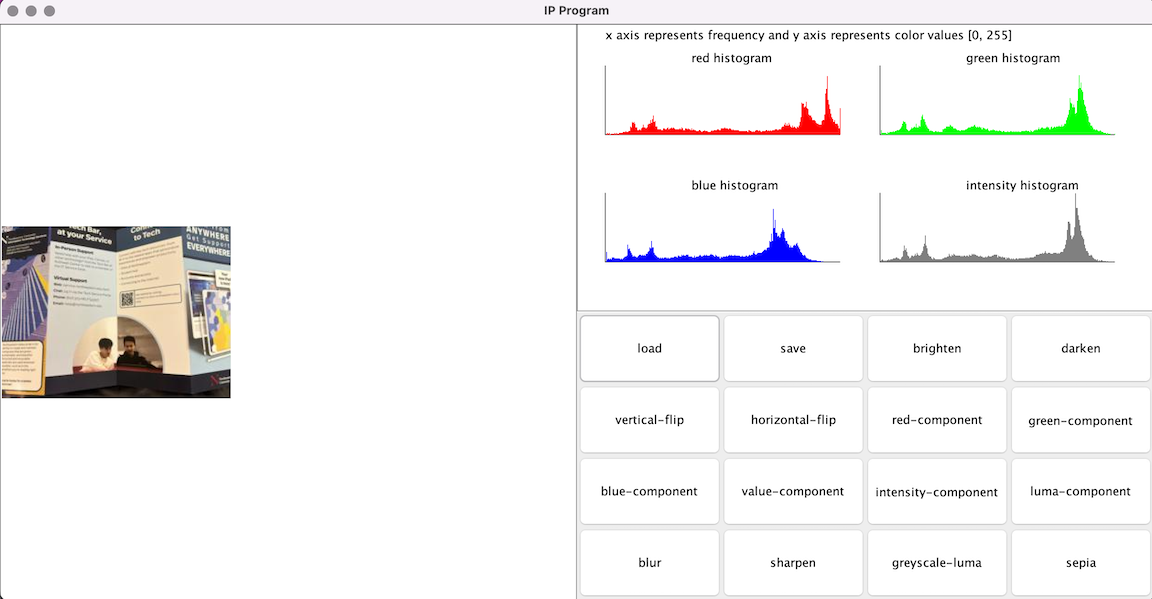 IP Program
x axis represents frequency and y axis represents color values [0, 255]
red histogram
green histogram
blue histogram
intensity histogram
Tech Bar,
at your Service
In-Person Support
Virtual Support
to Tech
ANYWHERE
Get Support
EVERYWHERE
load
save
brighten
darken
vertical-flip
horizontal-flip
red-component
green-component
blue-component
value-component
intensity-component
luma-component
blur
sharpen
greyscale-luma
sepia